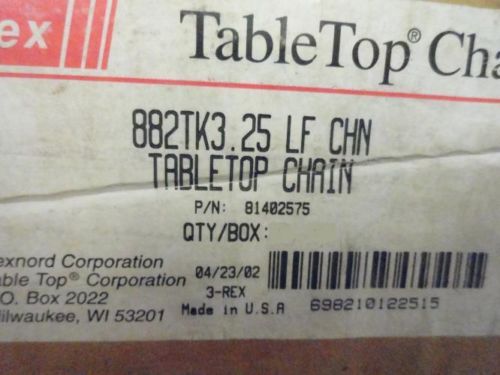 ex
TableTop® Cha
882TK3.25 LF CHN
TABLETOP CHAIN
P/N: 81402575
QTY/BOX:
exnord Corporation
able Top® Corporation
.O. Box 2022
ilwaukee, WI 53201
04/23/02
3-REX
Made in U.S.A
698210122515